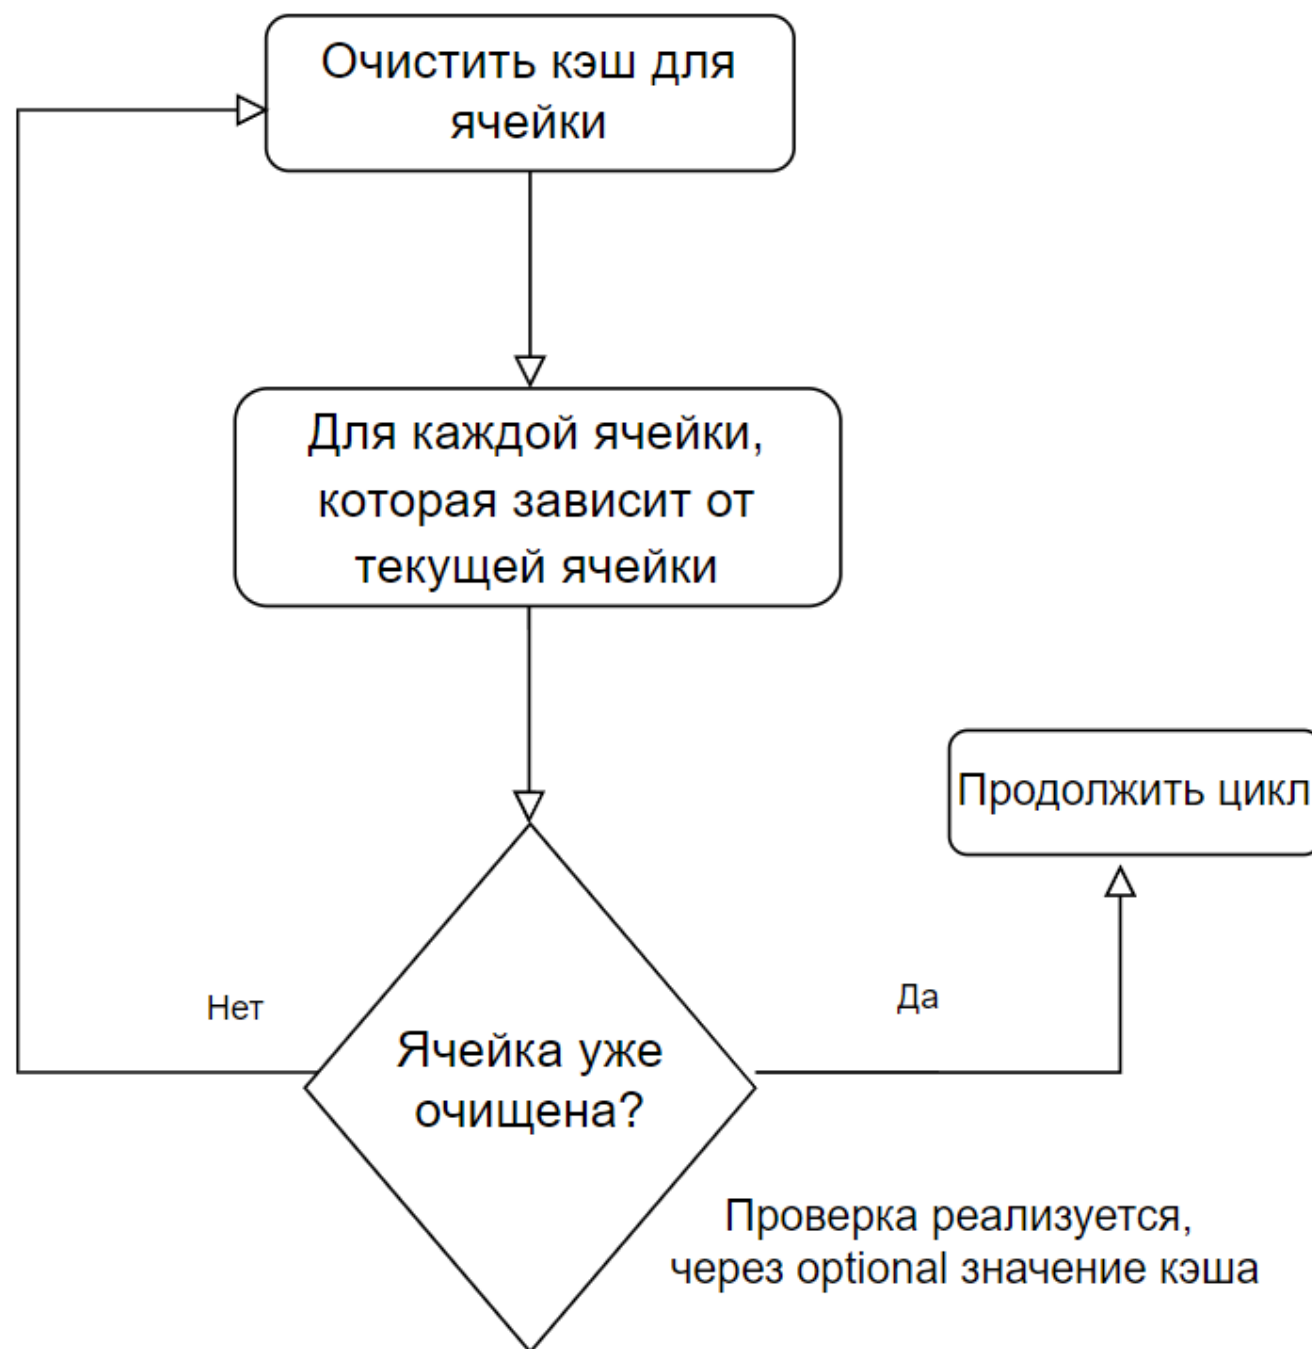 Очистить кэш для
ячейки
Для каждой ячейки,
которая зависит от
текущей ячейки
Продолжить цикл
Нет
Да
Ячейка уже
очищена?
Проверка реализуется,
через optional значение кэша